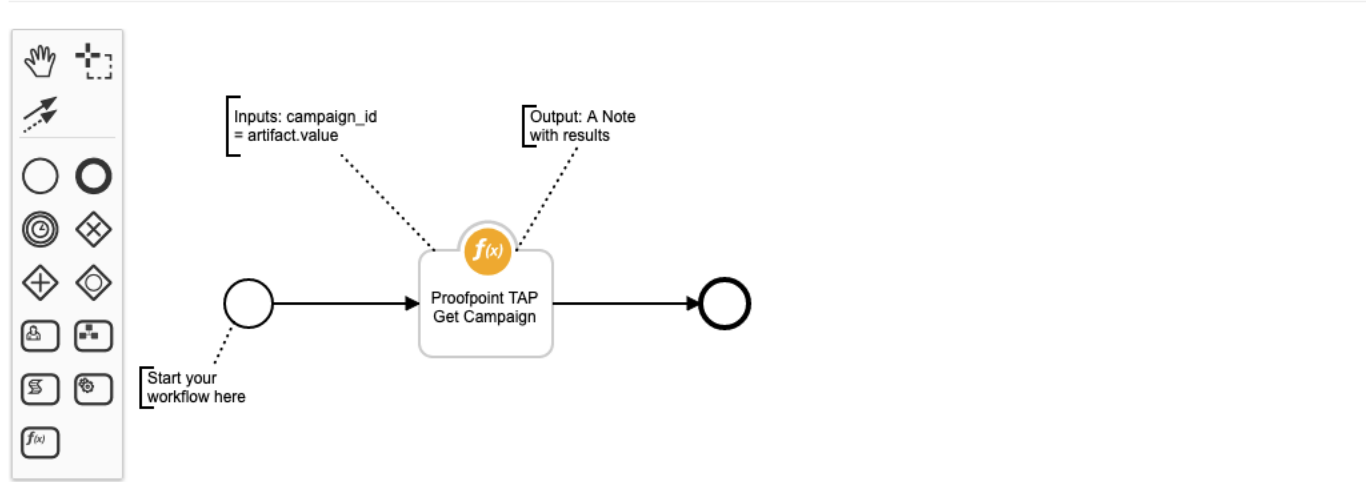 Inputs: campaign_id
= artifact.value
Output: A Note
with results
f(x)
Proofpoint TAP
Get Campaign
Start your
workflow here
f(x)